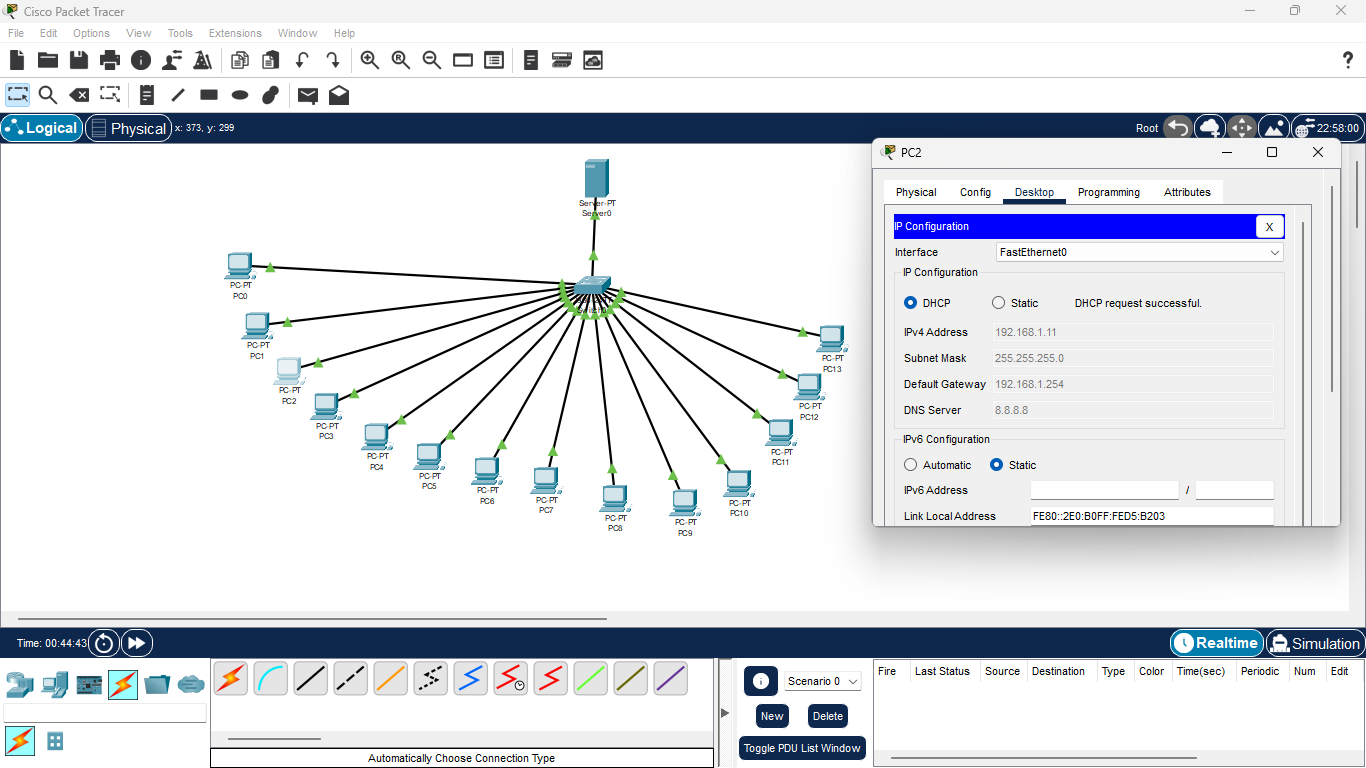 Cisco Packet Tracer
File Edit Options View Tools Extensions Window Help
Logical Physical x: 373, y: 299 Root 22:58:00
Server-PT
Server0
PC-PT
PC0
PC-PT
PC1
PC-PT
PC2
PC-PT
PC3
PC-PT
PC4
PC-PT
PC5
PC-PT
PC6
PC-PT
PC7
PC-PT
PC8
PC-PT
PC9
PC-PT
PC10
PC-PT
PC11
PC-PT
PC12
PC-PT
PC13
PC2
Physical Config Desktop Programming Attributes
IP Configuration X
Interface FastEthernet0
IP Configuration
DHCP Static DHCP request successful.
IPv4 Address 192.168.1.11
Subnet Mask 255.255.255.0
Default Gateway 192.168.1.254
DNS Server 8.8.8.8
IPv6 Configuration
Automatic Static
IPv6 Address /
Link Local Address FE80::2E0:B0FF:FED5:B203
Time: 00:44:43 Realtime Simulation
Automatically Choose Connection Type
Scenario 0
New Delete
Toggle PDU List Window
Fire Last Status Source Destination Type Color Time(sec) Periodic Num Edit